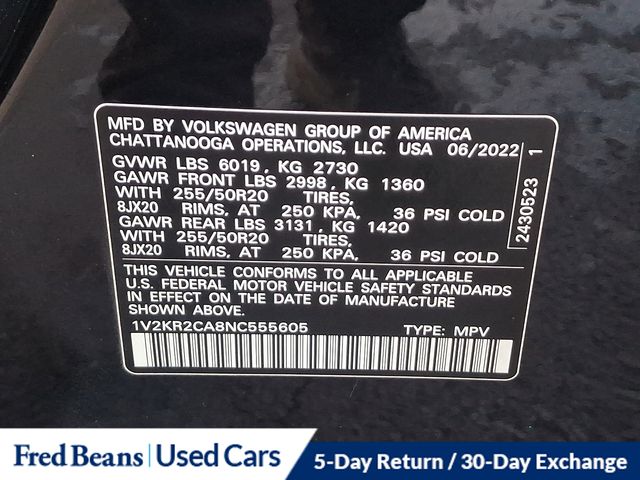 MFD BY VOLKSWAGEN GROUP OF AMERICA
CHATTANOOGA OPERATIONS, LLC. USA 06/2022
GVWR LBS 6019, KG 2730
GAWR FRONT LBS 2998, KG 1360
WITH 255/50R20 TIRES,
8JX20 RIMS, AT 250 KPA, 36 PSI COLD
GAWR REAR LBS 3131, KG 1420
WITH 255/50R20 TIRES,
8JX20 RIMS, AT 250 KPA, 36 PSI COLD
2430523 1
THIS VEHICLE CONFORMS TO ALL APPLICABLE
U.S. FEDERAL MOTOR VEHICLE SAFETY STANDARDS
IN EFFECT ON THE DATE OF MANUFACTURE
SHOWN ABOVE.
1V2KR2CA8NC555605 TYPE: MPV
Fred Beans Used Cars 5-Day Return / 30-Day Exchange